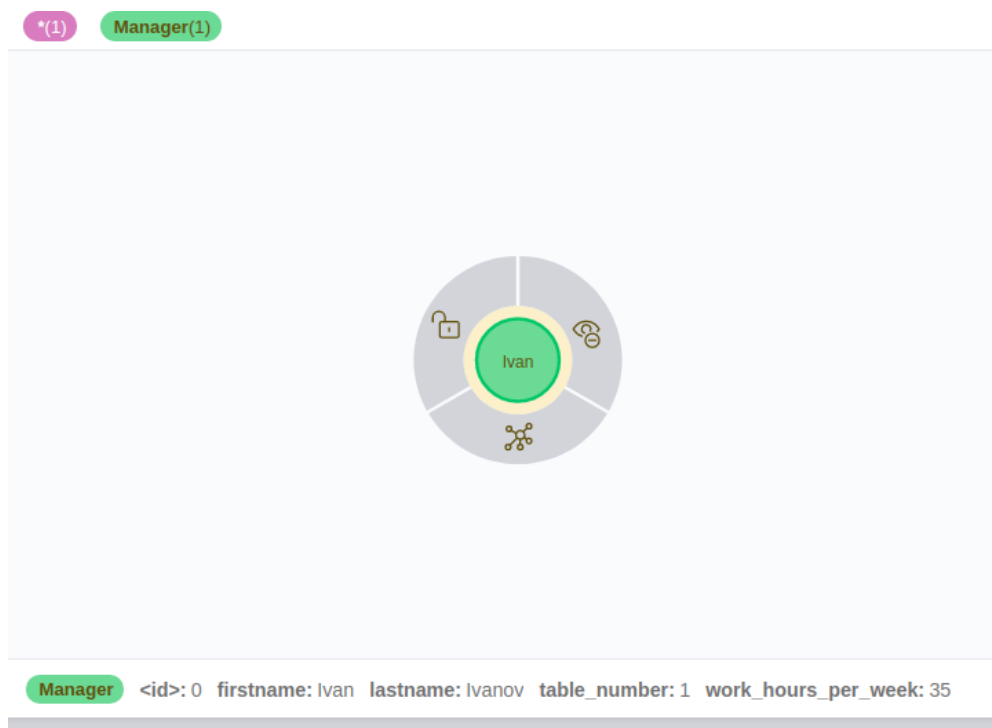 *(1) Manager(1)
Ivan
Manager <id>: 0 firstname: Ivan lastname: Ivanov table_number: 1 work_hours_per_week: 35